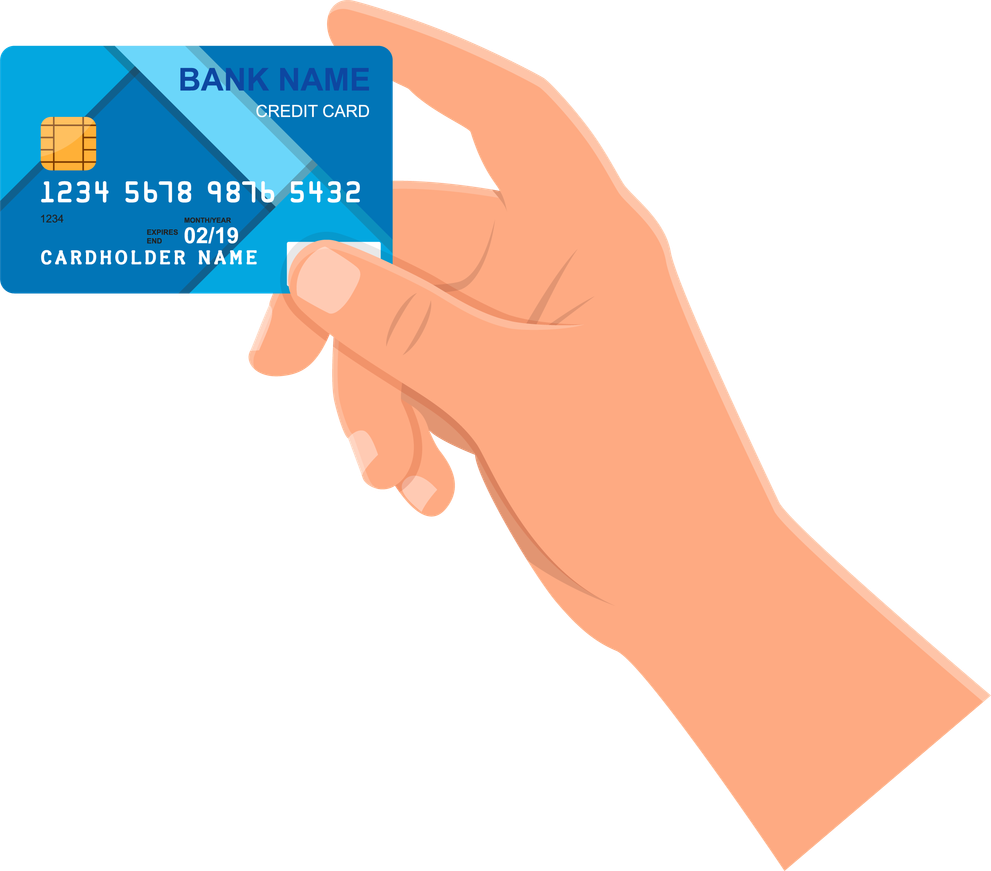 BANK NAME
CREDIT CARD
1234 5678 9876 5432
1234
MONTH/YEAR
EXPIRES
END
02/19
CARDHOLDER NAME